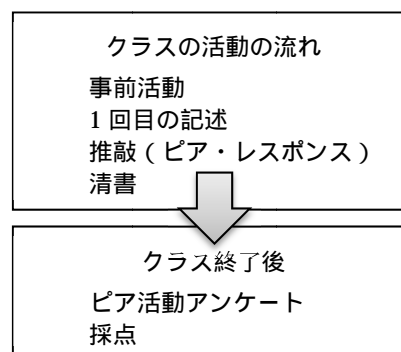 クラスの活動の流れ
事前活動
1 回目の記述
推敲(ピア・レスポンス)
清書
クラス終了後
ピア活動アンケート
採点